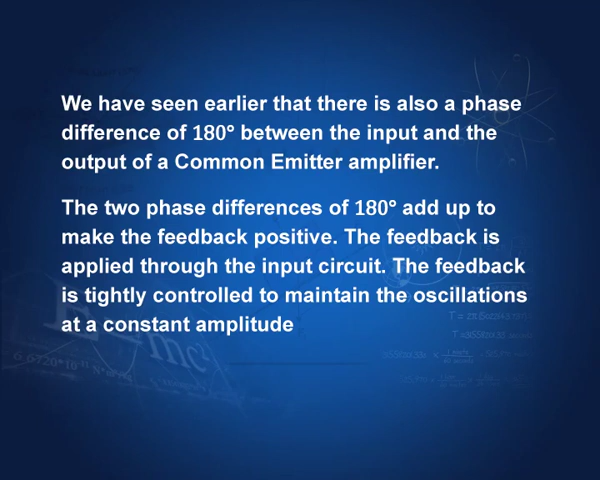 We have seen earlier that there is also a phase
difference of 180° between the input and the
output of a Common Emitter amplifier.
The two phase differences of 180° add up to
make the feedback positive. The feedback is
applied through the input circuit. The feedback
is tightly controlled to maintain the oscillations
at a constant amplitude
E=mc²